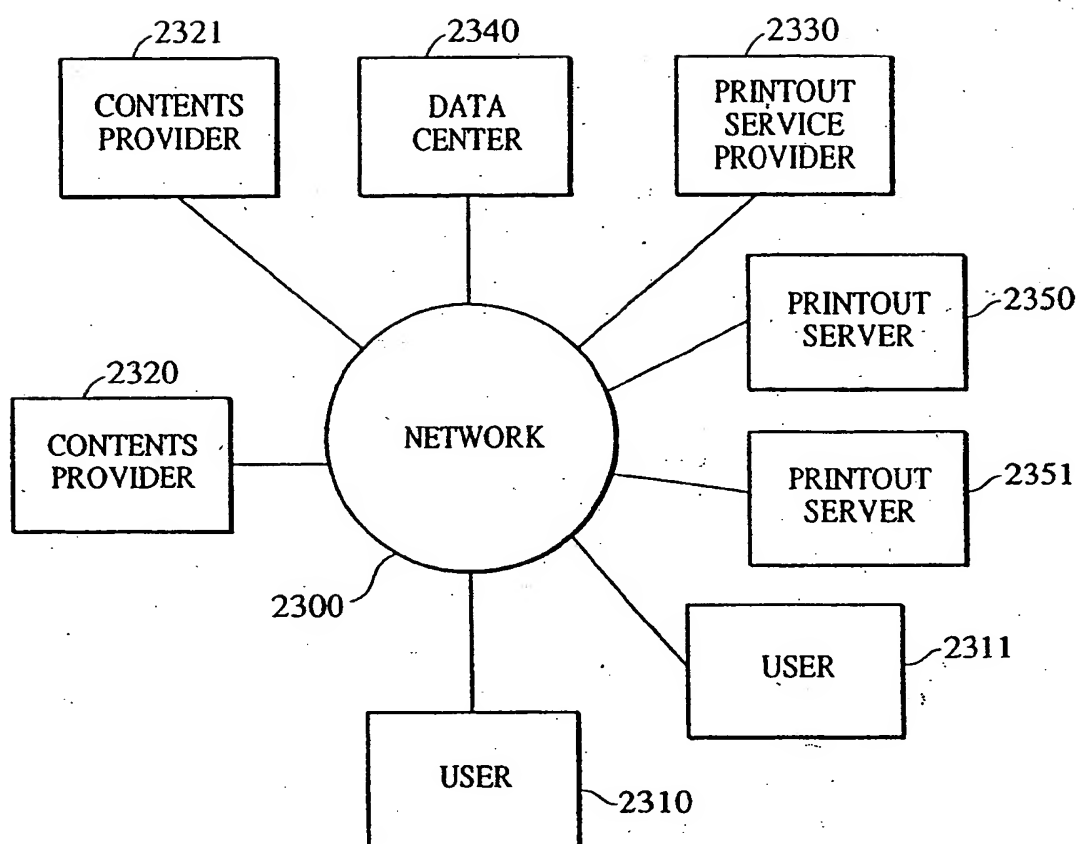 2321
CONTENTS
PROVIDER
2340
DATA
CENTER
2330
PRINTOUT
SERVICE
PROVIDER
PRINTOUT
SERVER
2350
2320
CONTENTS
PROVIDER
NETWORK
PRINTOUT
SERVER
2351
2300
USER
2311
USER
2310